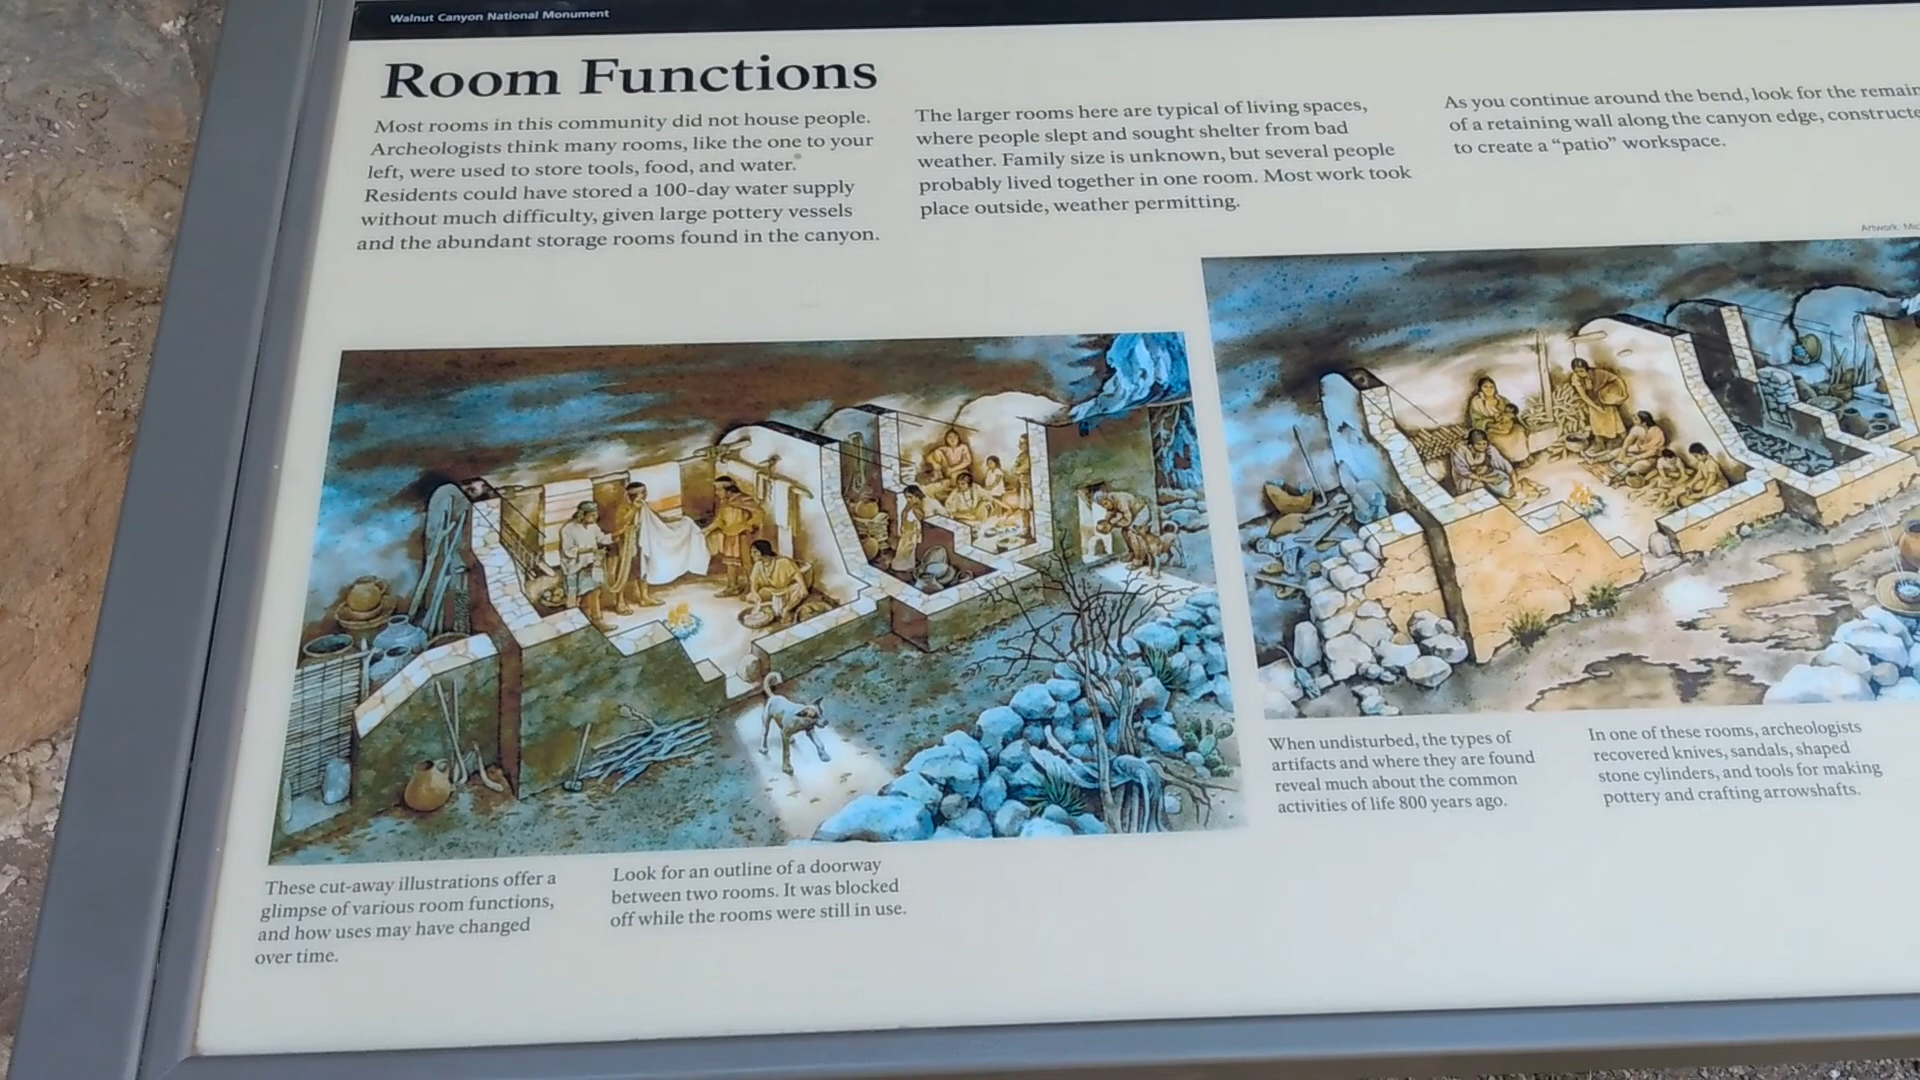 Walnut Canyon National Monument
Room Functions
Most rooms in this community did not house people.
Archeologists think many rooms, like the one to your
left, were used to store tools, food, and water.
Residents could have stored a 100-day water supply
without much difficulty, given large pottery vessels
and the abundant storage rooms found in the canyon.
The larger rooms here are typical of living spaces,
where people slept and sought shelter from bad
weather. Family size is unknown, but several people
probably lived together in one room. Most work took
place outside, weather permitting.
As you continue around the bend, look for the
of a retaining wall along the canyon edge,
to create a “patio” workspace.
Artwork:
These cut-away illustrations offer a
glimpse of various room functions,
and how uses may have changed
over time.
Look for an outline of a doorway
between two rooms. It was blocked
off while the rooms were still in use.
When undisturbed, the types of
artifacts and where they are found
reveal much about the common
activities of life 800 years ago.
In one of these rooms, archeologists
recovered knives, sandals, shaped
stone cylinders, and tools for making
pottery and crafting arrowshafts.